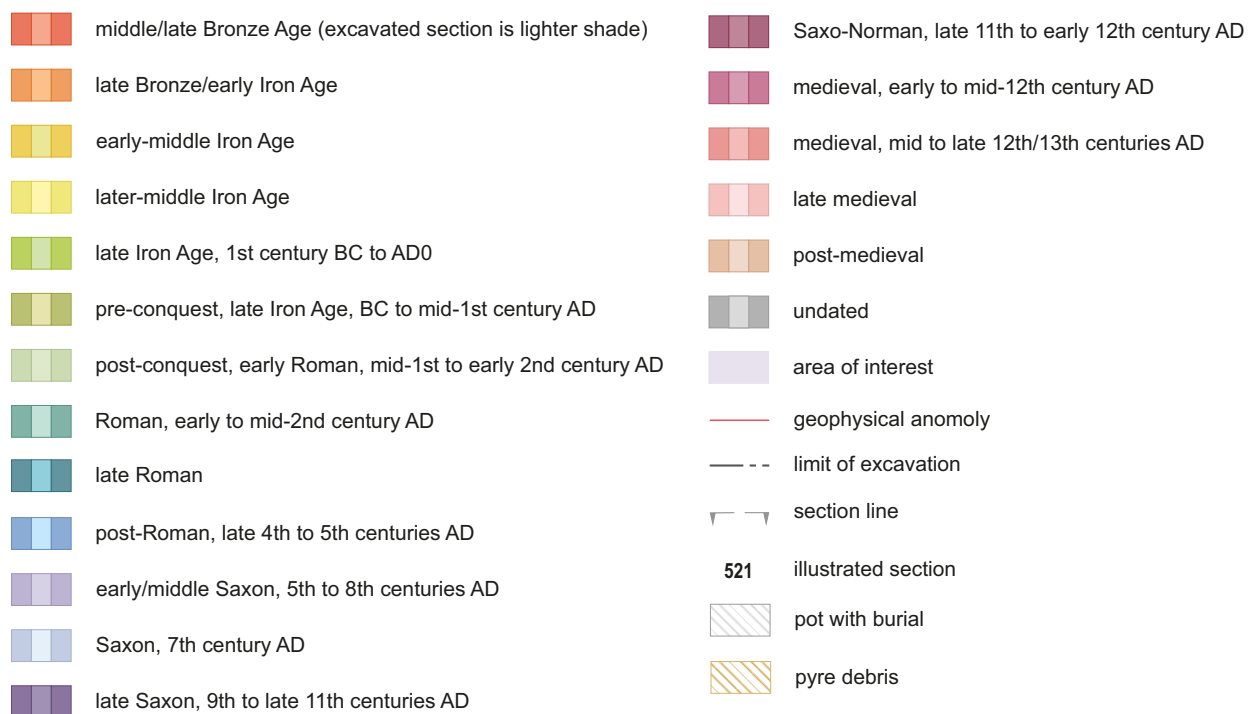 middle/late Bronze Age (excavated section is lighter shade)
late Bronze/early Iron Age
early-middle Iron Age
later-middle Iron Age
late Iron Age, 1st century BC to AD0
pre-conquest, late Iron Age, BC to mid-1st century AD
post-conquest, early Roman, mid-1st to early 2nd century AD
Roman, early to mid-2nd century AD
late Roman
post-Roman, late 4th to 5th centuries AD
early/middle Saxon, 5th to 8th centuries AD
Saxon, 7th century AD
late Saxon, 9th to late 11th centuries AD
Saxo-Norman, late 11th to early 12th century AD
medieval, early to mid-12th century AD
medieval, mid to late 12th/13th centuries AD
late medieval
post-medieval
undated
area of interest
geophysical anomoly
limit of excavation
section line
521 illustrated section
pot with burial
pyre debris